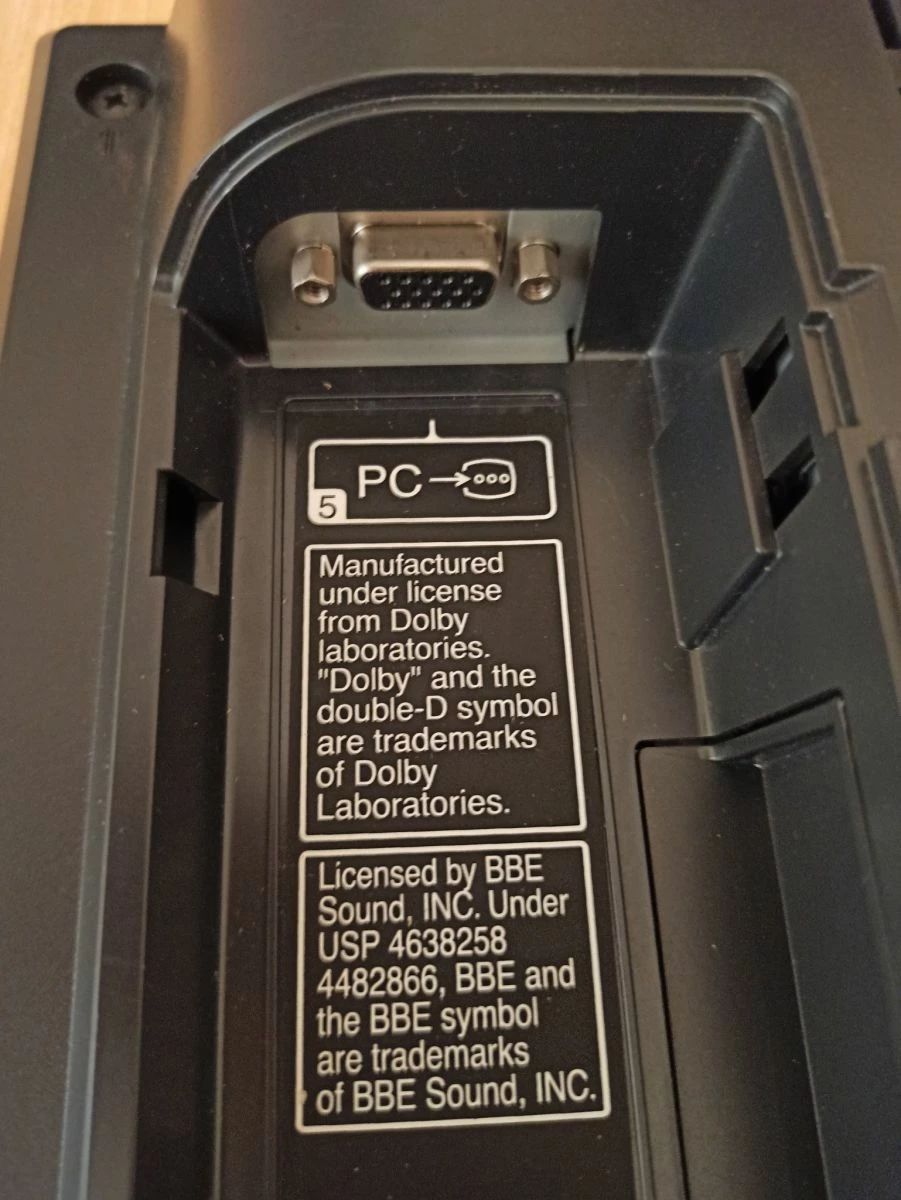 PC
5
Manufactured
under license
from Dolby
laboratories.
"Dolby" and the
double-D symbol
are trademarks
of Dolby
Laboratories.
Licensed by BBE
Sound, INC. Under
USP 4638258
4482866, BBE and
the BBE symbol
are trademarks
of BBE Sound, INC.